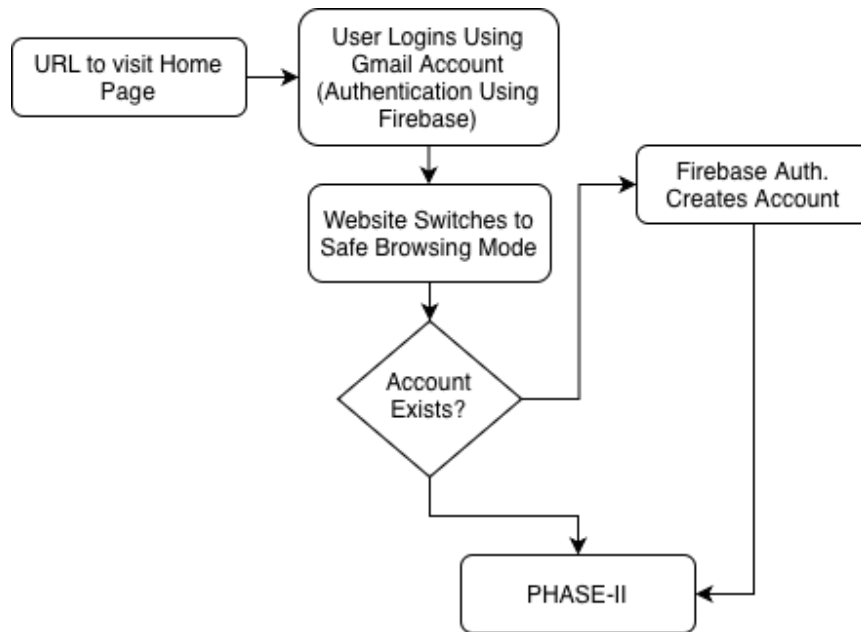 URL to visit Home
Page
User Logins Using
Gmail Account
(Authentication Using
Firebase)
Website Switches to
Safe Browsing Mode
Account
Exists?
Firebase Auth.
Creates Account
PHASE-II